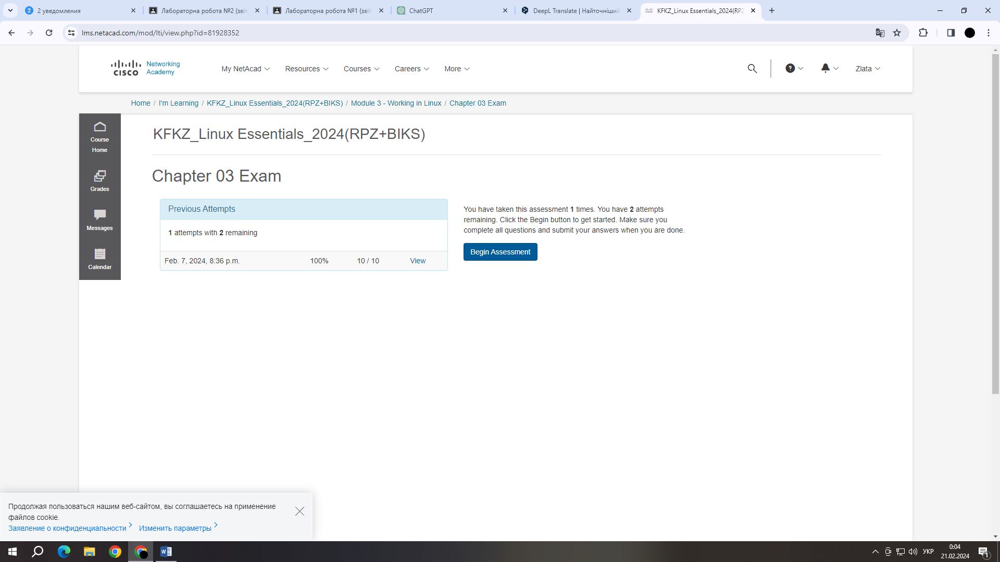 2 уведомления
Лабораторна робота №2 (звіт
Лабораторна робота №1 (звіт
ChatGPT
DeepL Translate | Найточніший
KFKZ_Linux Essentials_2024(RPZ
lms.netacad.com/mod/lti/view.php?id=81928352
CISCO Networking Academy
My NetAcad
Resources
Courses
Careers
More
Zlata
Home / I'm Learning / KFKZ_Linux Essentials_2024(RPZ+BIKS) / Module 3 - Working in Linux / Chapter 03 Exam
Course
Home
Grades
Messages
Calendar
KFKZ_Linux Essentials_2024(RPZ+BIKS)
Chapter 03 Exam
Previous Attempts
1 attempts with 2 remaining
Feb. 7, 2024, 8:36 p.m. 100% 10 / 10 View
You have taken this assessment 1 times. You have 2 attempts
remaining. Click the Begin button to get started. Make sure you
complete all questions and submit your answers when you are done.
Begin Assessment
Продолжая пользоваться нашим веб-сайтом, вы соглашаетесь на применение
файлов cookie.
Заявление о конфиденциальности
Изменить параметры
УКР
0:04
21.02.2024
1